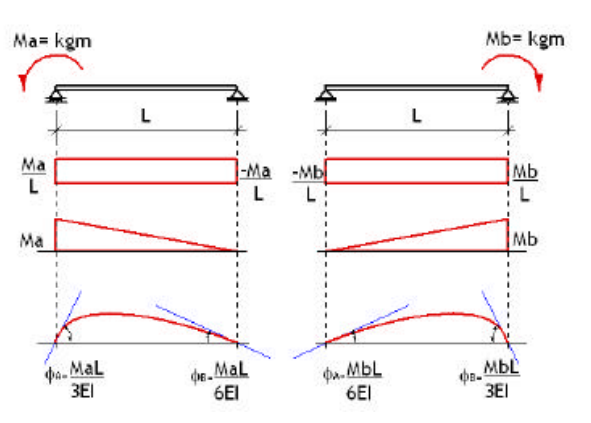 Ma= kgm
Mb= kgm
L
L
Ma
L
-Ma
L
-Mb
L
Mb
L
Ma
Mb
ϕA=MaL
3EI
ϕB=MaL
6EI
ϕA=MbL
6EI
ϕB=MbL
3EI